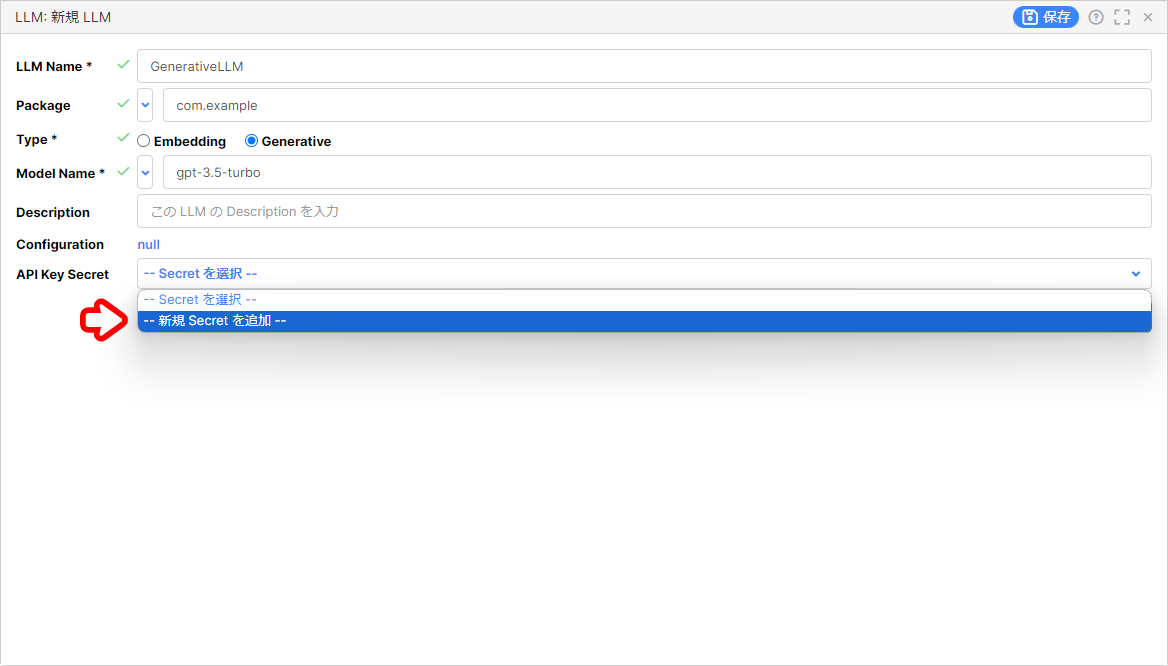 LLM: 新規 LLM
保存
LLM Name *
GenerativeLLM
Package
com.example
Type *
Embedding
Generative
Model Name *
gpt-3.5-turbo
Description
この LLM の Description を入力
Configuration
null
API Key Secret
-- Secret を選択 --
-- Secret を選択 --
-- 新規 Secret を追加 --